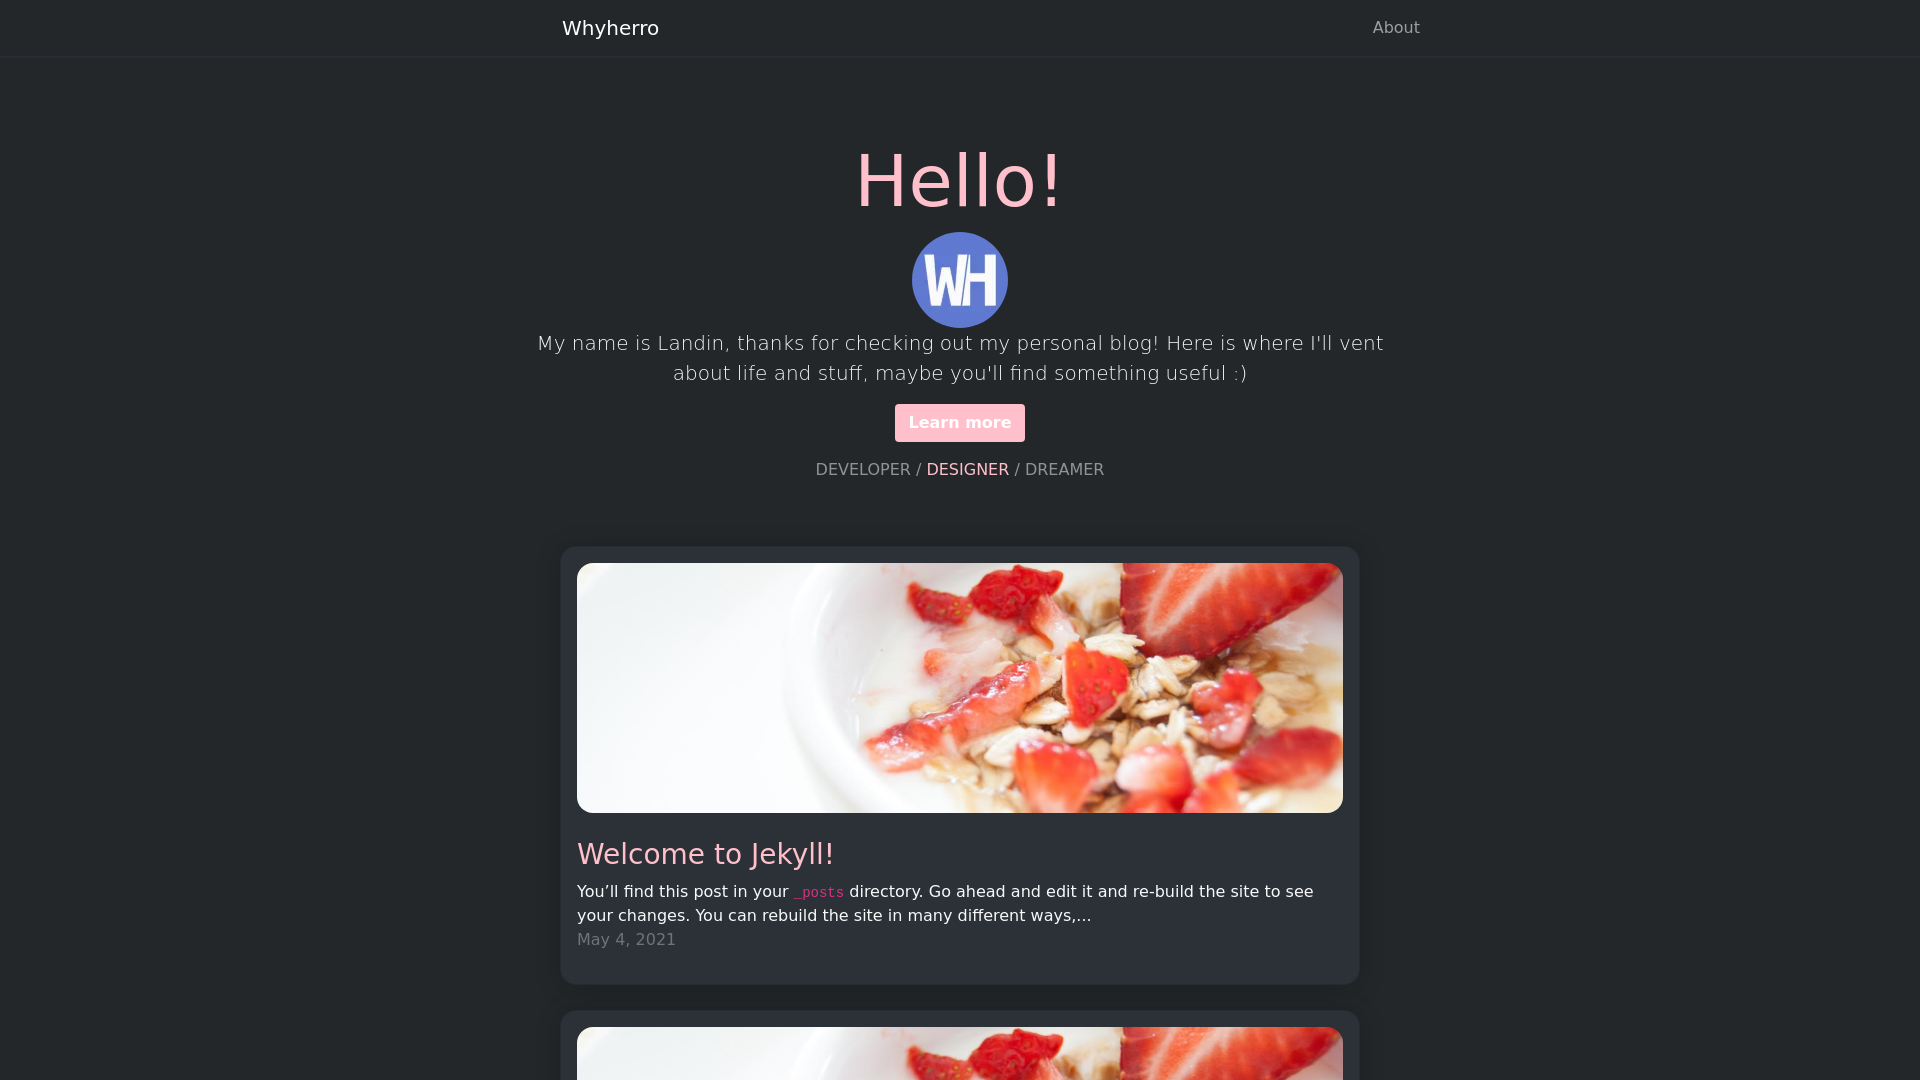 Whyherro
About
Hello!
WH
My name is Landin, thanks for checking out my personal blog! Here is where I'll vent
about life and stuff, maybe you'll find something useful :)
Learn more
DEVELOPER / DESIGNER / DREAMER
Welcome to Jekyll!
You’ll find this post in your _posts directory. Go ahead and edit it and re-build the site to see
your changes. You can rebuild the site in many different ways,...
May 4, 2021